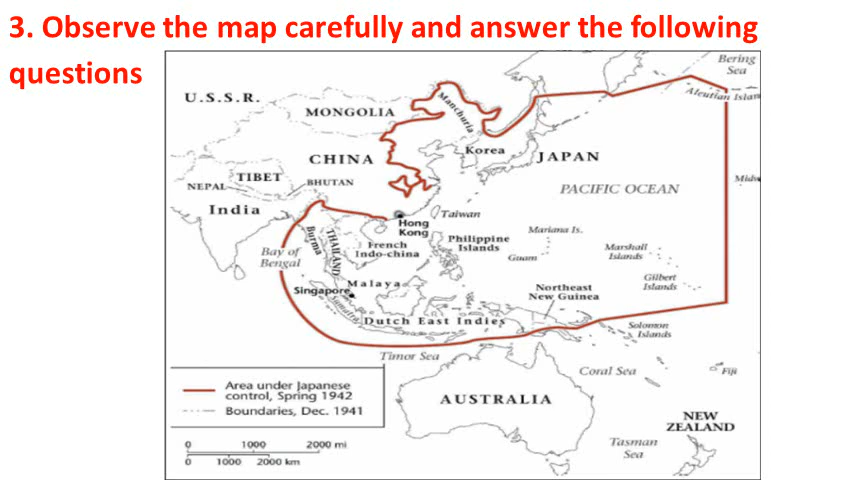 3. Observe the map carefully and answer the following
questions
Bering
Sea
U.S.S.R.
Aleutian Islan
MONGOLIA
Manchuria
Korea
JAPAN
CHINA
TIBET
NEPAL
BHUTAN
PACIFIC OCEAN
India
Taiwan
Hong
Kong
Burma
THAILAND
French
Indo-china
Philippine
Islands
Mariana Is.
Guam
Marshall
Islands
Bay of
Bengal
Gilbert
Islands
Malaya
Singapore
Sumatra
Northeast
New Guinea
Dutch East Indies
Solomon
Islands
Timor Sea
Coral Sea
Fiji
Area under Japanese
control, Spring 1942
Boundaries, Dec. 1941
AUSTRALIA
NEW
ZEALAND
Tasman
Sea
0 1000 2000 mi
0 1000 2000 km